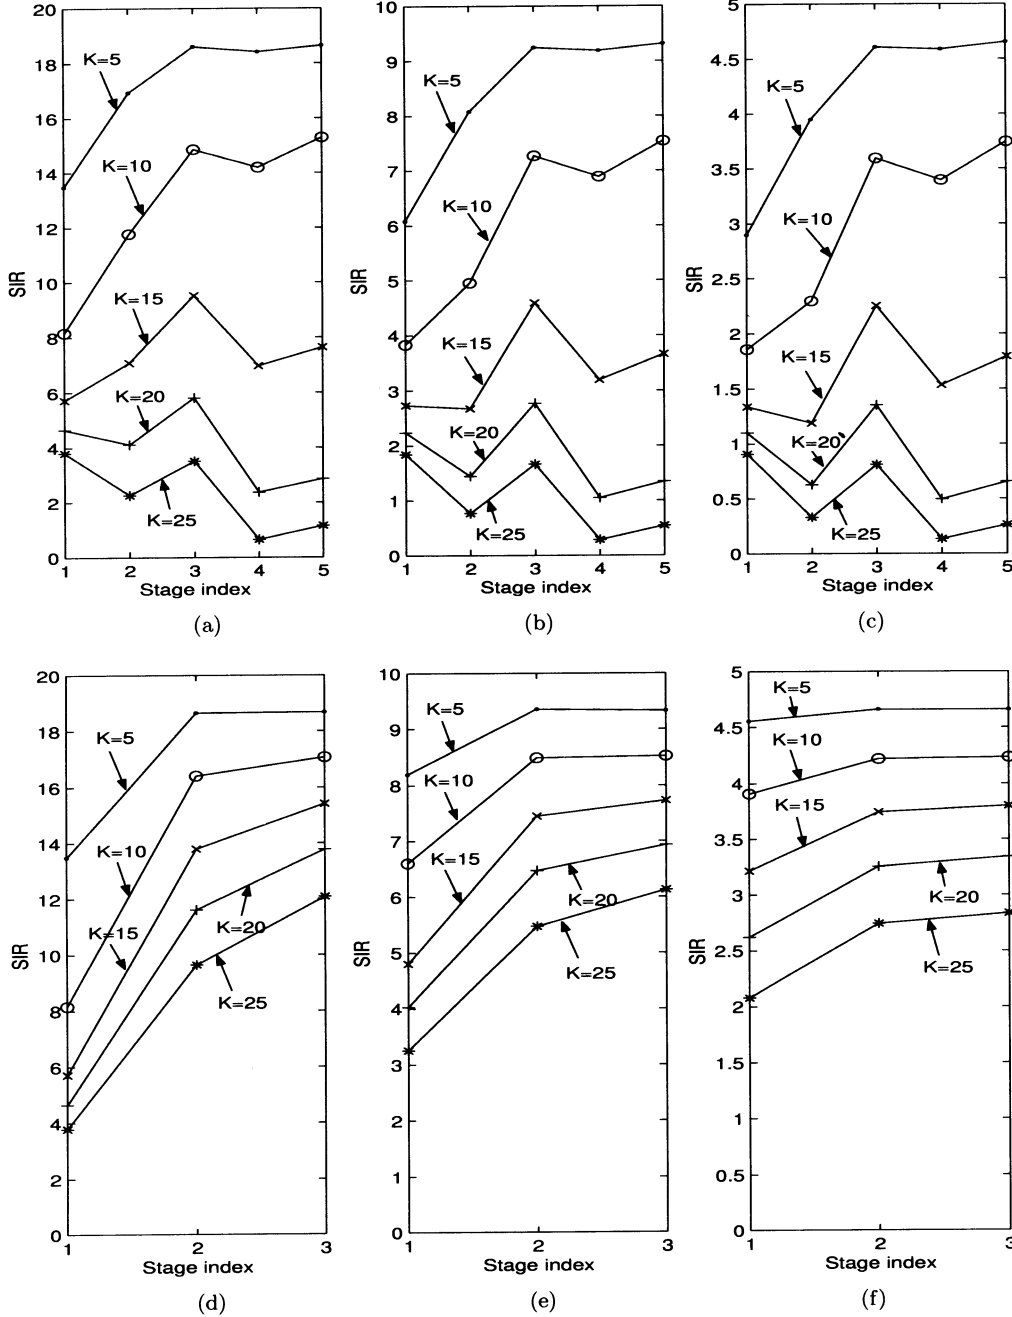 20
18
16
14
12
10
8
6
4
2
0
SIR
K=5
K=10
K=15
K=20
K=25
1 2 3 4 5
Stage index
(a)
10
9
8
7
6
5
4
3
2
1
0
K=5
K=10
K=15
K=20
K=25
1 2 3 4 5
Stage index
(b)
5
4.5
4
3.5
3
2.5
2
1.5
1
0.5
0
SIR
K=5
K=10
K=15
K=20
K=25
1 2 3 4 5
Stage index
(c)
20
18
16
14
12
10
8
6
4
2
0
SIR
K=5
K=10
K=15
K=20
K=25
1 2 3
Stage index
(d)
10
9
8
7
6
5
4
3
2
1
0
SIR
K=5
K=10
K=15
K=20
K=25
1 2 3
Stage index
(e)
5
4.5
4
3.5
3
2.5
2
1.5
1
0.5
0
SIR
K=5
K=10
K=15
K=20
K=25
1 2 3
Stage index
(f)